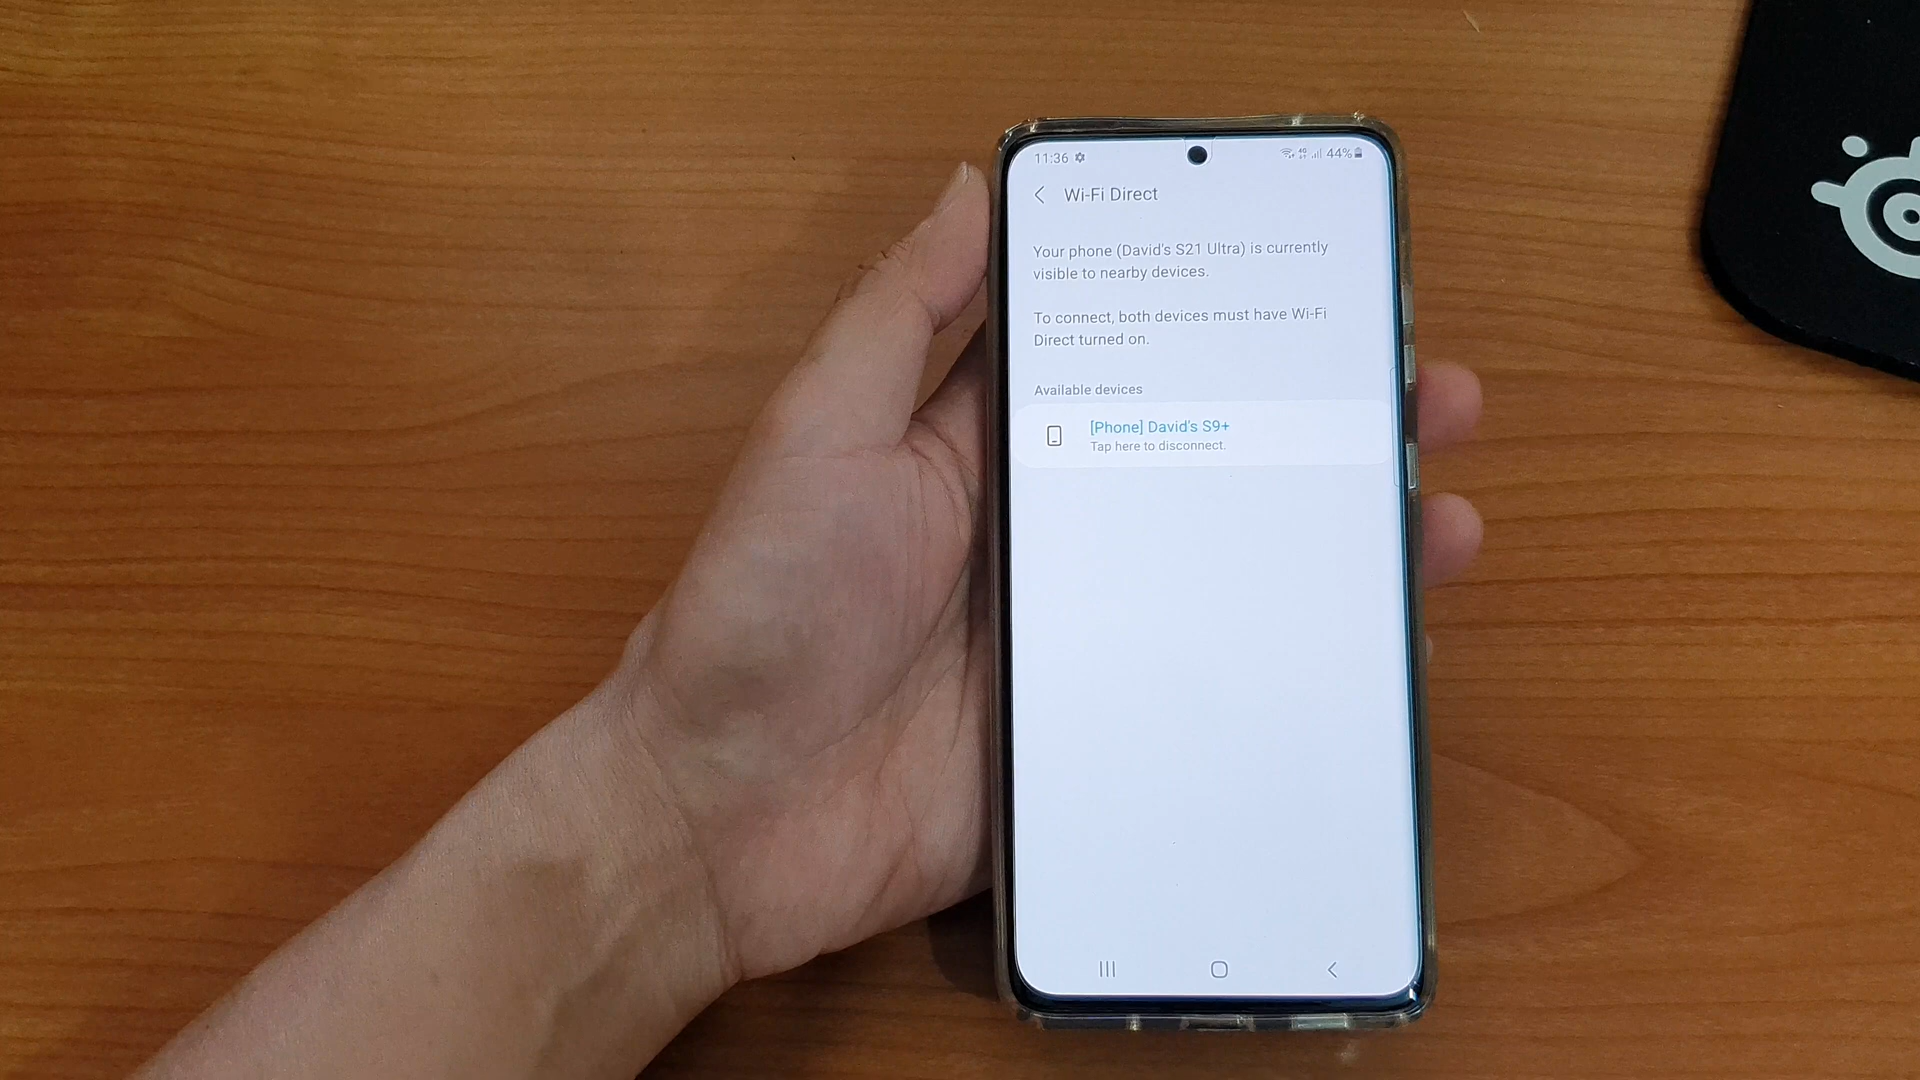 11:36
44%
Wi-Fi Direct
Your phone (David's S21 Ultra) is currently
visible to nearby devices.
To connect, both devices must have Wi-Fi
Direct turned on.
Available devices
[Phone] David's S9+
Tap here to disconnect.